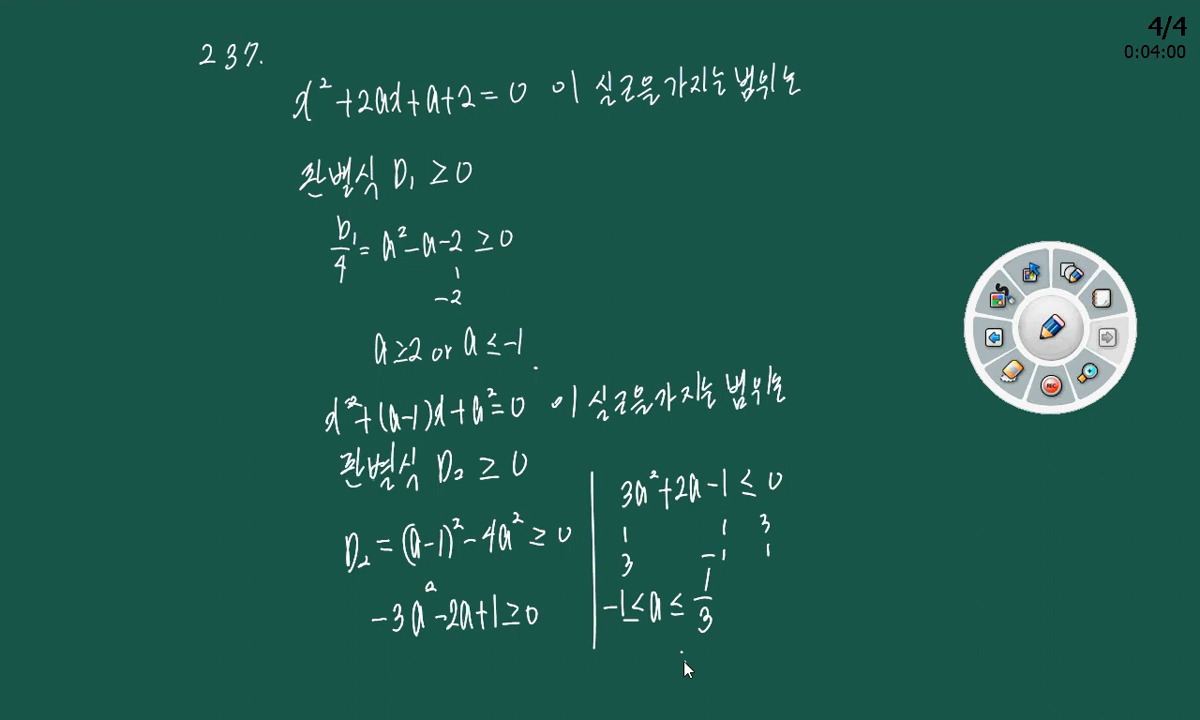 4/4
0:04:00
237.
x²+2ax+a+2=0 이 실근을 가지는 범위는
판별식 D₁ ≥0
D₁/4 = a²-a-2 ≥0
1
-2
a≥2 or a≤-1.
x²+(a-1)x+a²=0 이 실근을 가지는 범위는
판별식 D₂ ≥ 0
D₂ = (a-1)²-4a² ≥ 0
-3a²-2a+1≥0
3a²+2a-1 ≤ 0
1 1 3
3 -1 1
-1≤a≤ 1/3
REC